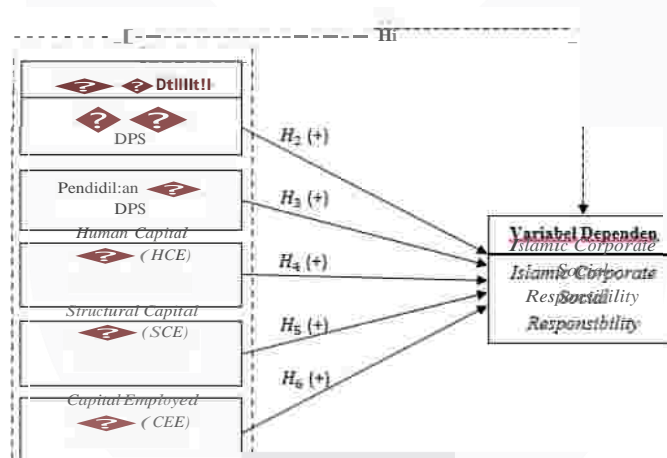 DPS
H₂ (+)
Pendidil:an
DPS
H₃ (+)
Human Capital
(HCE)
H₄ (+)
Structural Capital
(SCE)
H₅ (+)
Capital Employed
(CEE)
H₆ (+)
Variabel Dependen
Islamic Corporate
Social
Responsibility